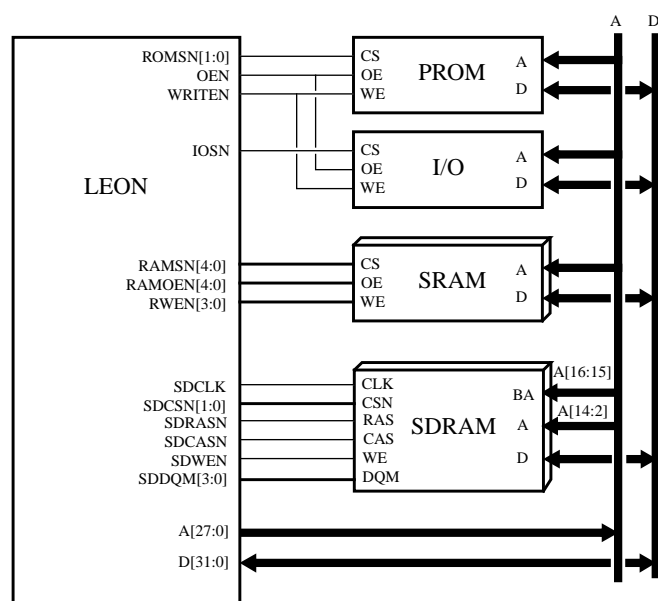 A D
ROMSN[1:0] CS PROM A
OEN OE
WRITEN WE D
IOSN CS I/O A
OE
WE D
LEON
RAMSN[4:0] CS SRAM A
RAMOEN[4:0] OE
RWEN[3:0] WE D
A[16:15]
SDCLK CLK BA
SDCSN[1:0] CSN
A[14:2]
SDRASN RAS SDRAM A
SDCASN CAS
SDWEN WE D
SDDQM[3:0] DQM
A[27:0]
D[31:0]